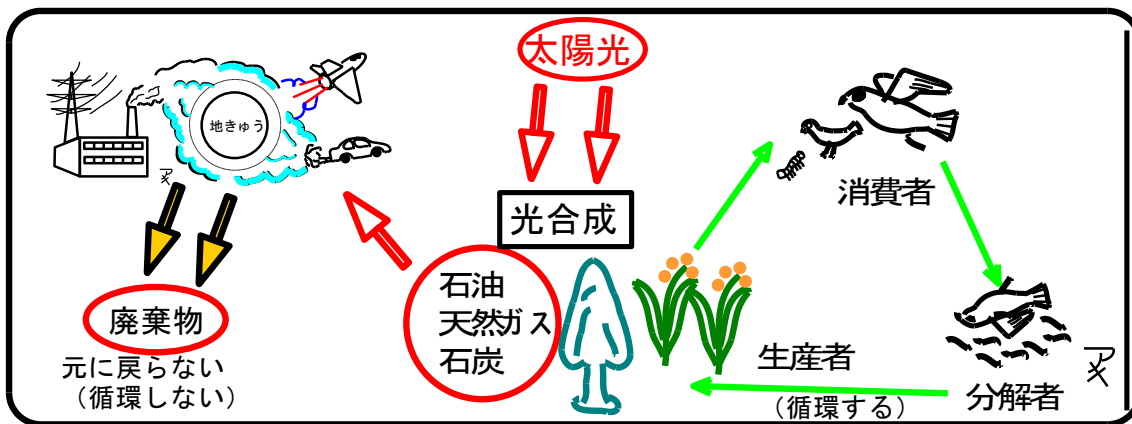 太陽光
地きゅう
光合成
消費者
石油
天然ガス
石炭
廃棄物
元に戻らない
（循環しない）
生産者
（循環する）
分解者